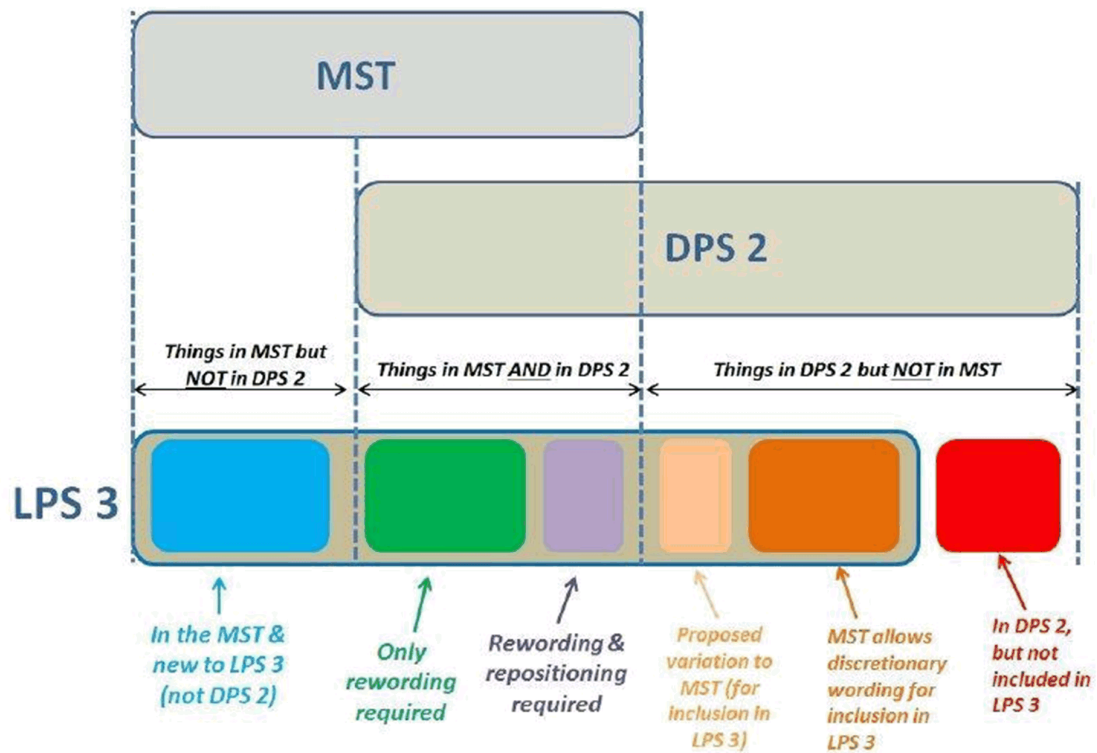 MST
DPS 2
Things in MST but
NOT in DPS 2
Things in MST AND in DPS 2
Things in DPS 2 but NOT in MST
LPS 3
In the MST &
new to LPS 3
(not DPS 2)
Only
rewording
required
Rewording &
repositioning
required
Proposed
variation to
MST (for
inclusion in
LPS 3)
MST allows
discretionary
wording for
inclusion in
LPS 3
In DPS 2,
but not
included in
LPS 3